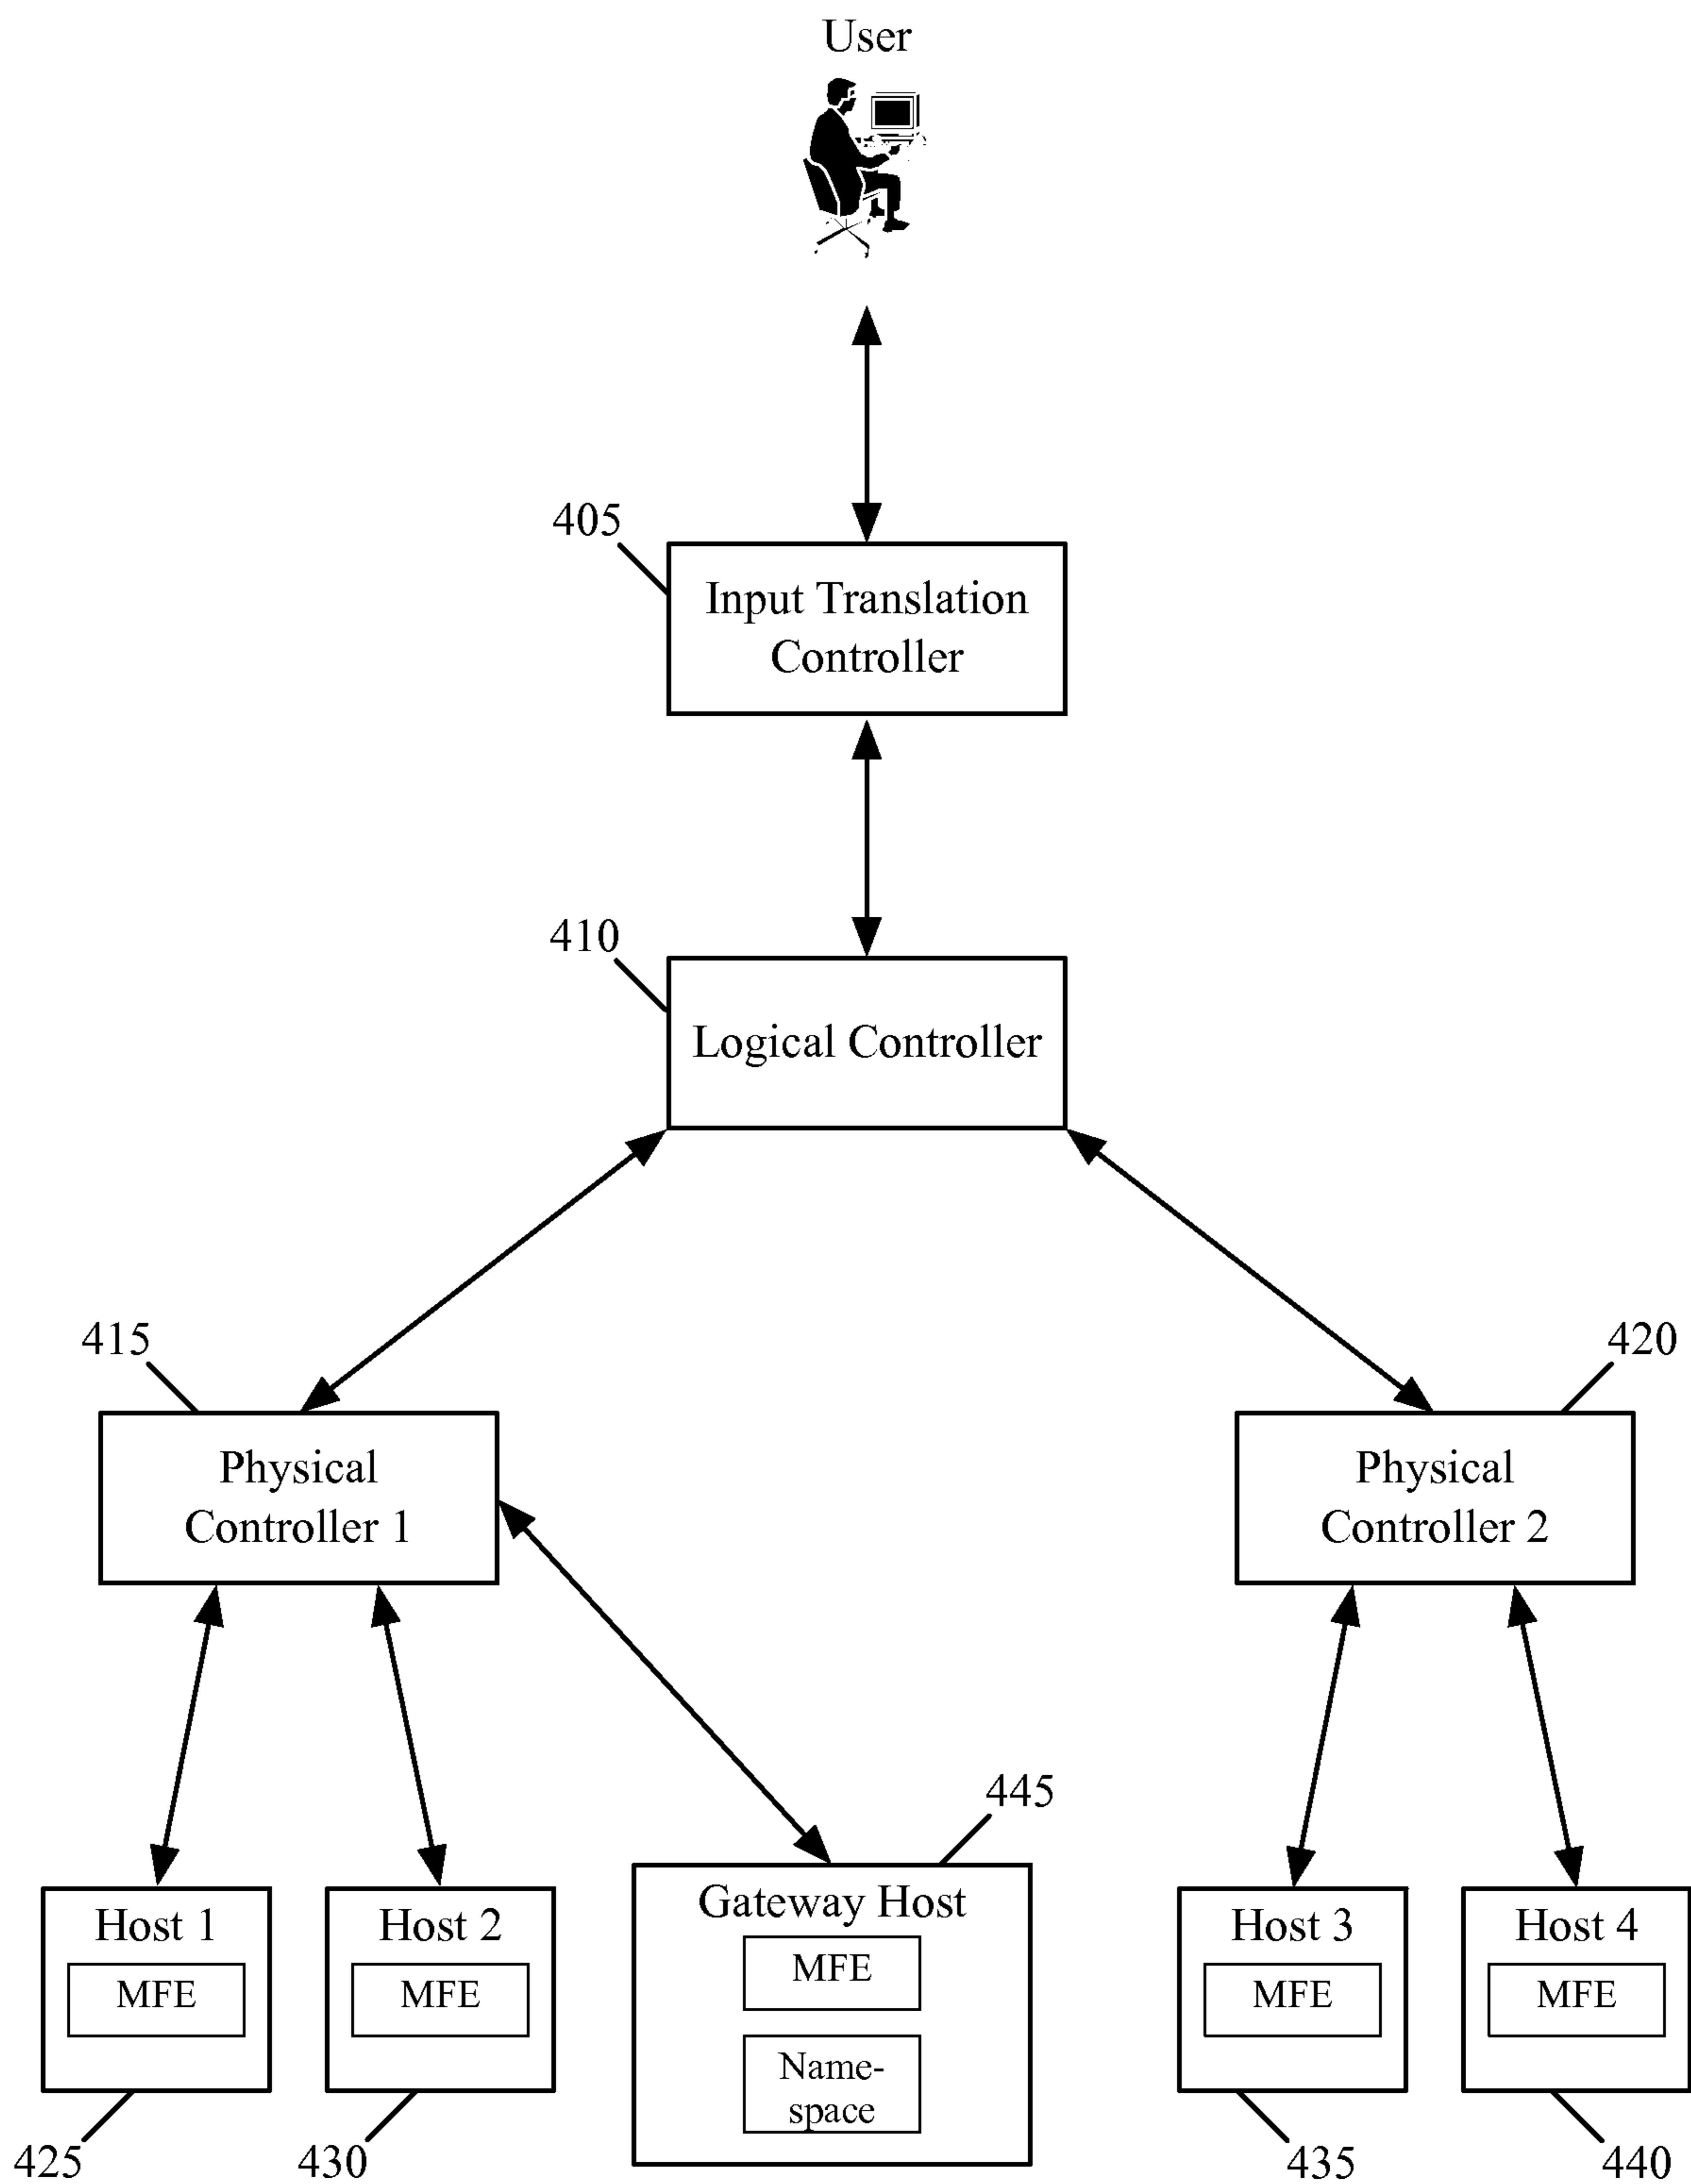 User
405
Input Translation
Controller
410
Logical Controller
415
420
Physical
Controller 1
Physical
Controller 2
445
Host 1
MFE
Host 2
MFE
Gateway Host
MFE
Name-
space
Host 3
MFE
Host 4
MFE
425
430
435
440